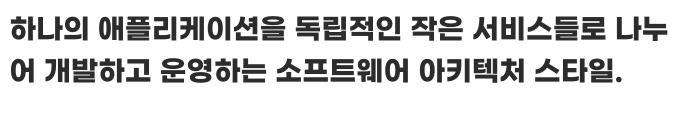 하나의 애플리케이션을 독립적인 작은 서비스들로 나누
어 개발하고 운영하는 소프트웨어 아키텍처 스타일.